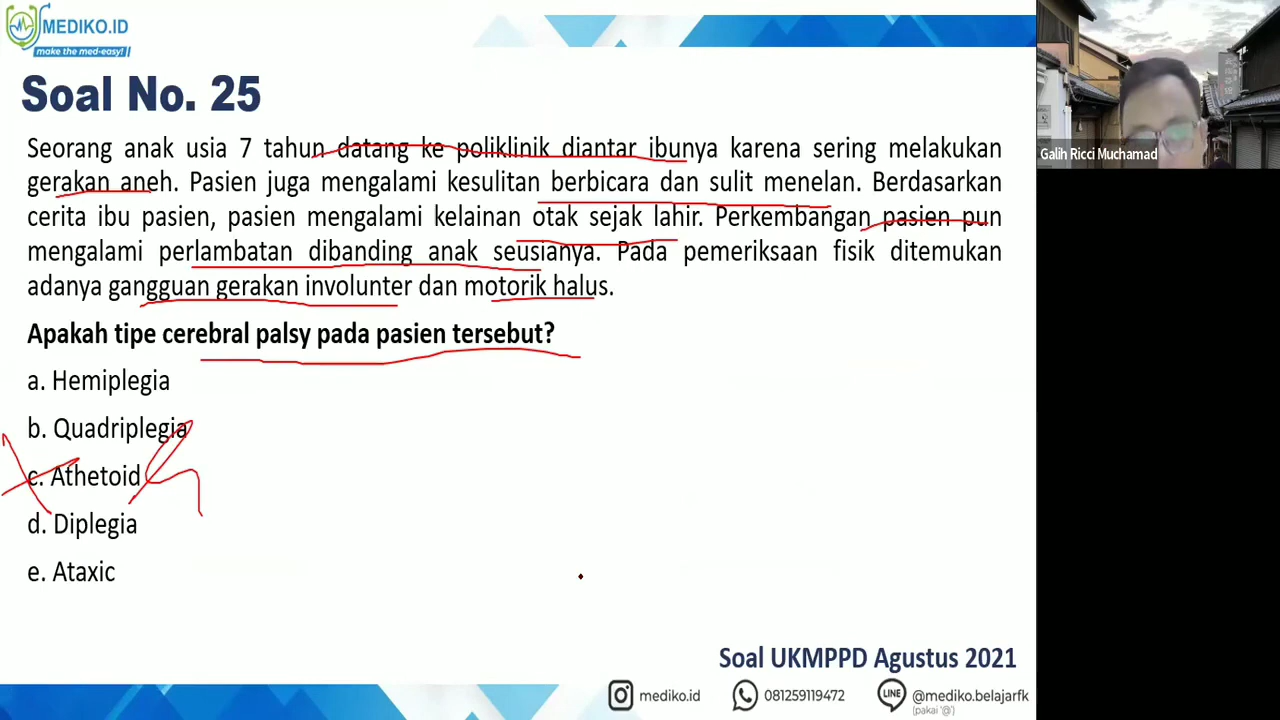 MEDIKO.ID
make the med-easy!
Soal No. 25
Seorang anak usia 7 tahun datang ke poliklinik diantar ibunya karena sering melakukan
gerakan aneh. Pasien juga mengalami kesulitan berbicara dan sulit menelan. Berdasarkan
cerita ibu pasien, pasien mengalami kelainan otak sejak lahir. Perkembangan pasien pun
mengalami perlambatan dibanding anak seusianya. Pada pemeriksaan fisik ditemukan
adanya gangguan gerakan involunter dan motorik halus.
Apakah tipe cerebral palsy pada pasien tersebut?
a. Hemiplegia
b. Quadriplegia
c. Athetoid
d. Diplegia
e. Ataxic
Soal UKMPPD Agustus 2021
mediko.id
081259119472
LINE
@mediko.belajarfk
(pakai '@')
Galih Ricci Muchamad